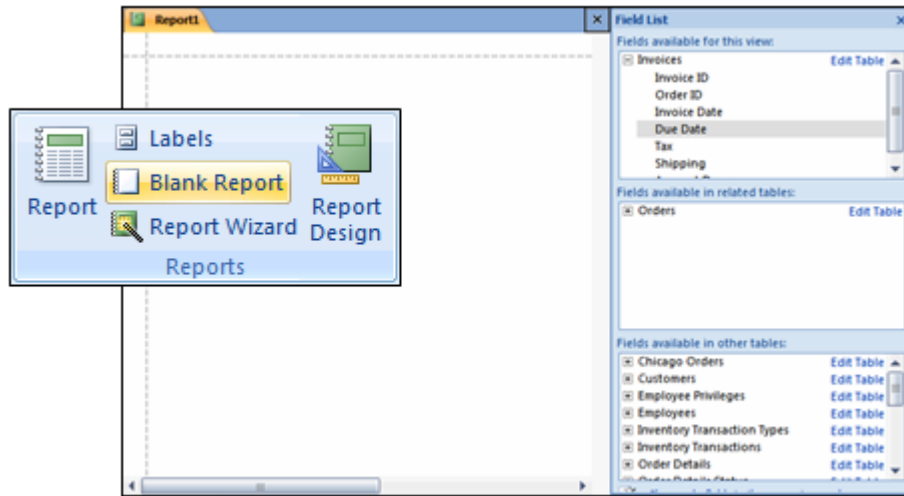 Report1
Field List
Fields available for this view:
Invoices Edit Table
Invoice ID
Order ID
Invoice Date
Due Date
Tax
Shipping
Fields available in related tables:
Orders Edit Table
Fields available in other tables:
Chicago Orders Edit Table
Customers Edit Table
Employee Privileges Edit Table
Employees Edit Table
Inventory Transaction Types Edit Table
Inventory Transactions Edit Table
Order Details Edit Table
Order Details Status
Labels
Blank Report
Report Wizard
Report
Report Design
Reports